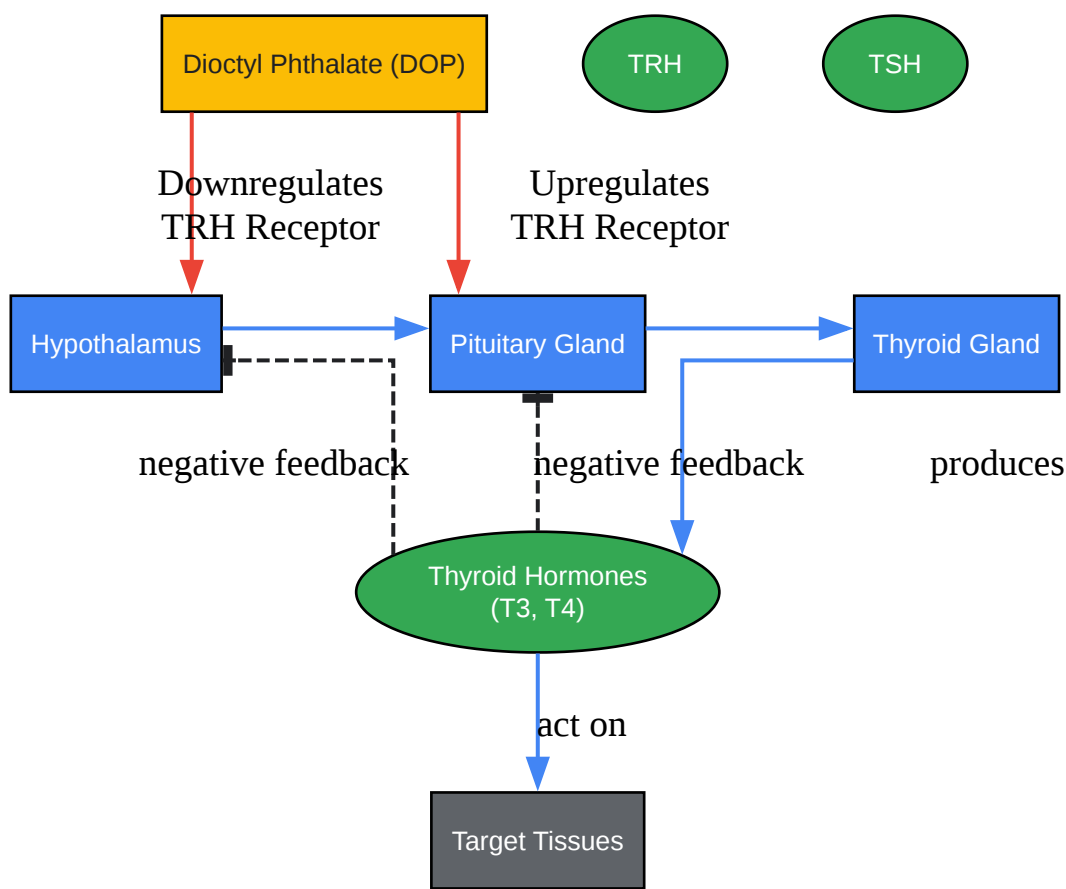 Dioctyl Phthalate (DOP)
TRH
TSH
Downregulates
TRH Receptor
Upregulates
TRH Receptor
Hypothalamus
Pituitary Gland
Thyroid Gland
negative feedback
negative feedback
produces
Thyroid Hormones
(T3, T4)
act on
Target Tissues